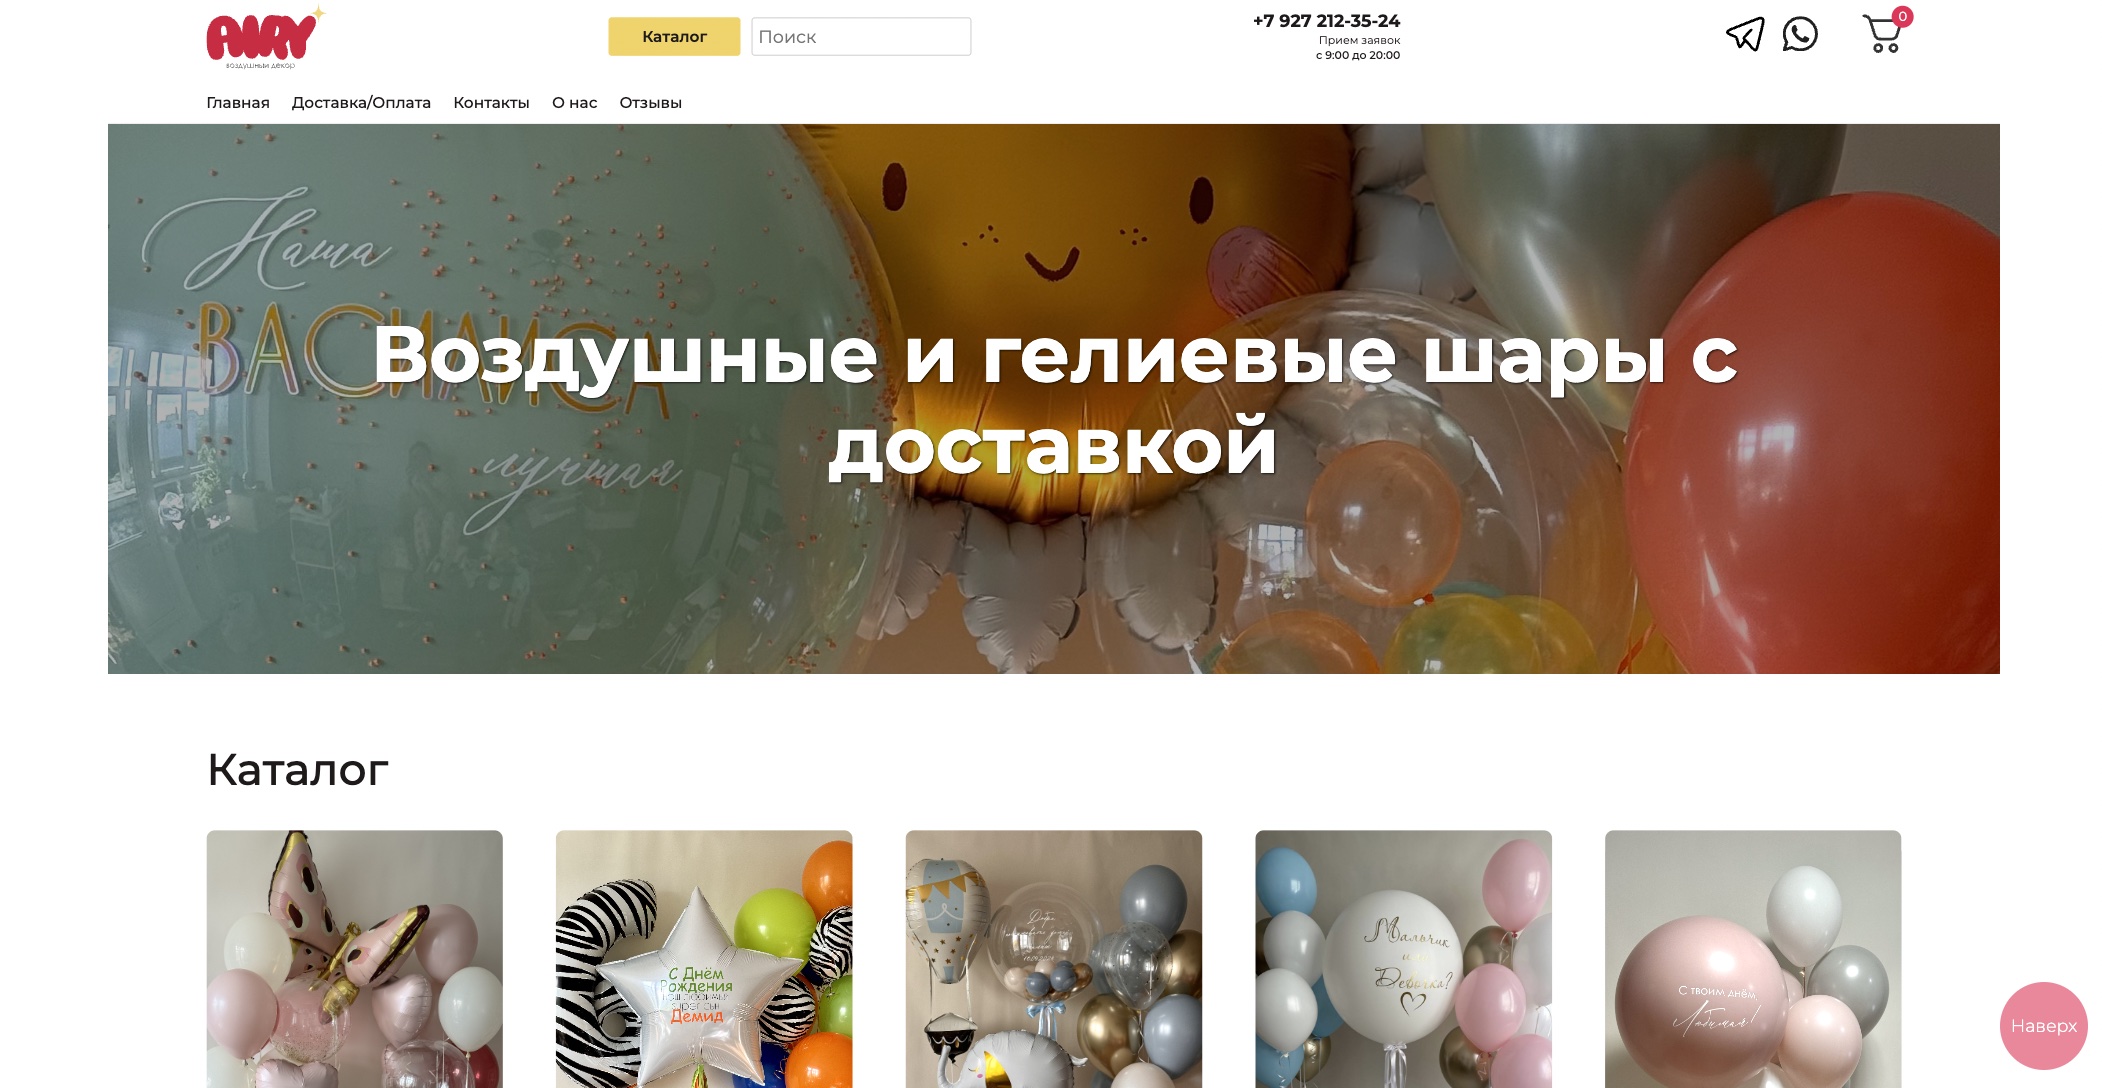 AIRY
воздушный декор
Каталог
Поиск
+7 927 212-35-24
Прием заявок
с 9:00 до 20:00
0
Главная
Доставка/Оплата
Контакты
О нас
Отзывы
Наша
ВАСИЛИСА
лучшая
Воздушные и гелиевые шары с
доставкой
Каталог
С Днём
Рождения
Демид
Мальчик
или
Девочка?
С твоим днём
Любимая!
Наверх